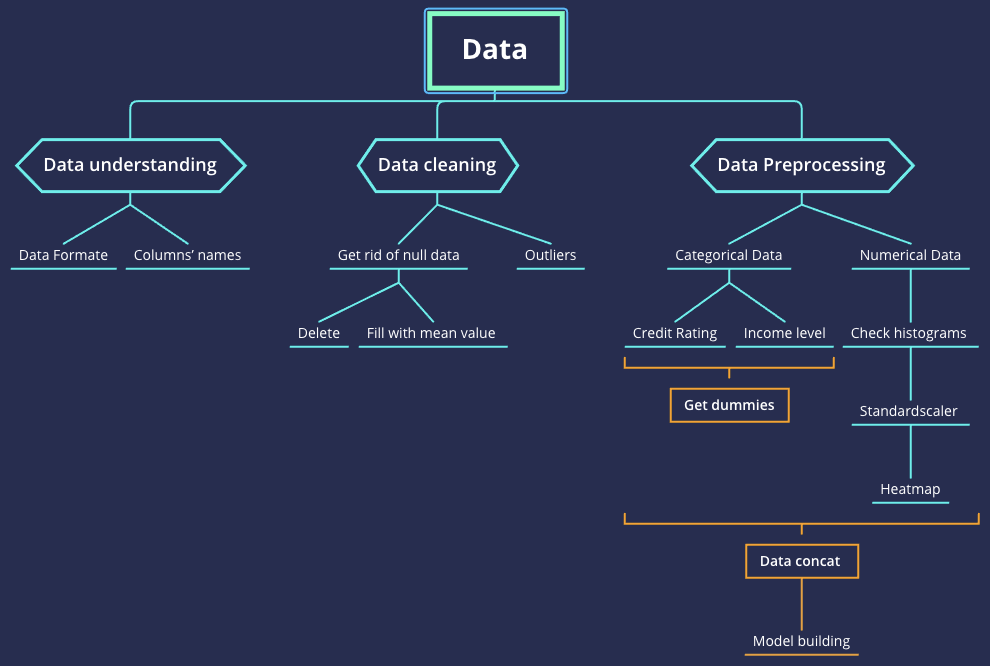 Data
Data understanding
Data cleaning
Data Preprocessing
Data Formate
Columns’ names
Get rid of null data
Outliers
Categorical Data
Numerical Data
Delete
Fill with mean value
Credit Rating
Income level
Check histograms
Get dummies
Standardscaler
Heatmap
Data concat
Model building